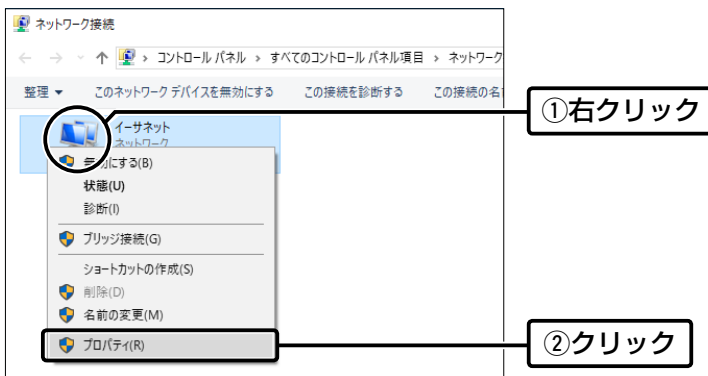 ネットワーク接続
コントロール パネル › すべてのコントロール パネル項目 › ネットワーク
整理 ▼ このネットワーク デバイスを無効にする この接続を診断する この接続の名
①右クリック
イーサネット
ネットワーク
無効にする(B)
状態(U)
診断(I)
ブリッジ接続(G)
ショートカットの作成(S)
削除(D)
名前の変更(M)
プロパティ(R)
②クリック